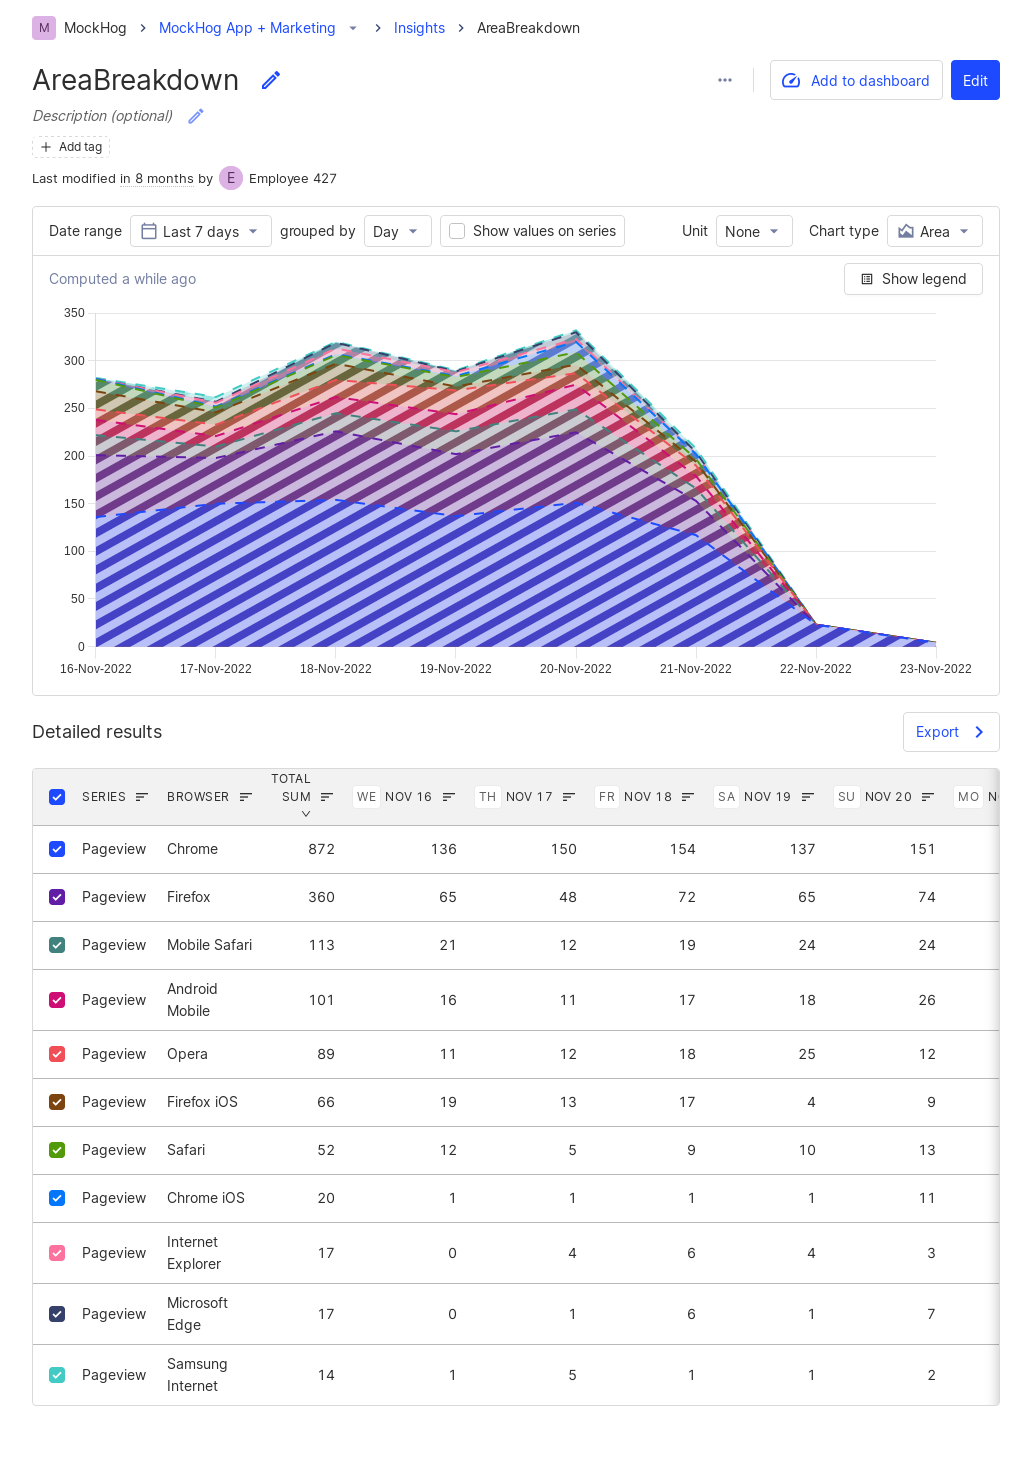 M MockHog MockHog App + Marketing Insights AreaBreakdown
AreaBreakdown
Add to dashboard Edit
Description (optional)
Add tag
Last modified in 8 months by E Employee 427
Date range Last 7 days grouped by Day Show values on series Unit None Chart type Area
Computed a while ago Show legend
350
300
250
200
150
100
50
0
16-Nov-2022 17-Nov-2022 18-Nov-2022 19-Nov-2022 20-Nov-2022 21-Nov-2022 22-Nov-2022 23-Nov-2022
Detailed results Export
SERIES BROWSER TOTAL SUM WE NOV 16 TH NOV 17 FR NOV 18 SA NOV 19 SU NOV 20 MO
Pageview Chrome 872 136 150 154 137 151
Pageview Firefox 360 65 48 72 65 74
Pageview Mobile Safari 113 21 12 19 24 24
Pageview Android Mobile 101 16 11 17 18 26
Pageview Opera 89 11 12 18 25 12
Pageview Firefox iOS 66 19 13 17 4 9
Pageview Safari 52 12 5 9 10 13
Pageview Chrome iOS 20 1 1 1 1 11
Pageview Internet Explorer 17 0 4 6 4 3
Pageview Microsoft Edge 17 0 1 6 1 7
Pageview Samsung Internet 14 1 5 1 1 2